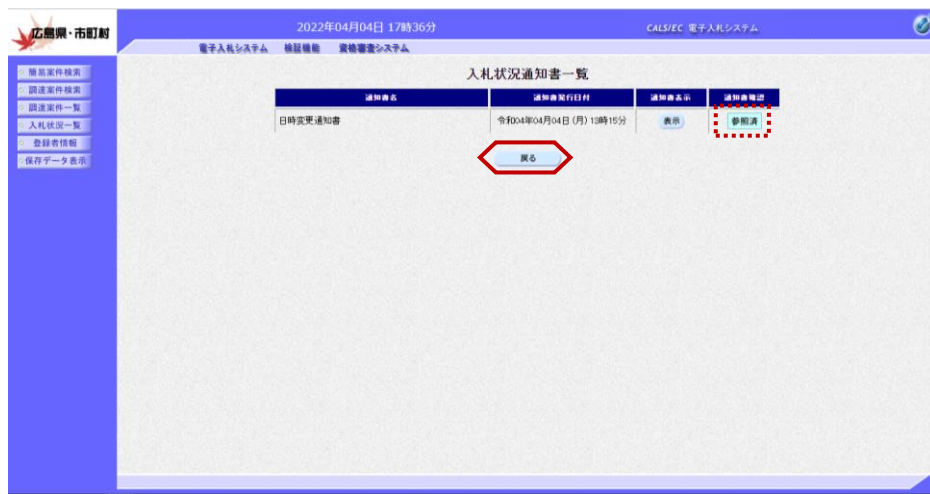 広島県・市町村
2022年04月04日 17時36分
CALS/EC 電子入札システム
電子入札システム 検証機能 資格審査システム
簡易案件検索
調達案件検索
調達案件一覧
入札状況一覧
登録者情報
保存データ表示
入札状況通知書一覧
通知書名 通知書発行日付 通知書表示 通知書確認
日時変更通知書 令和04年04月04日 (月) 13時15分 表示 参照済
戻る